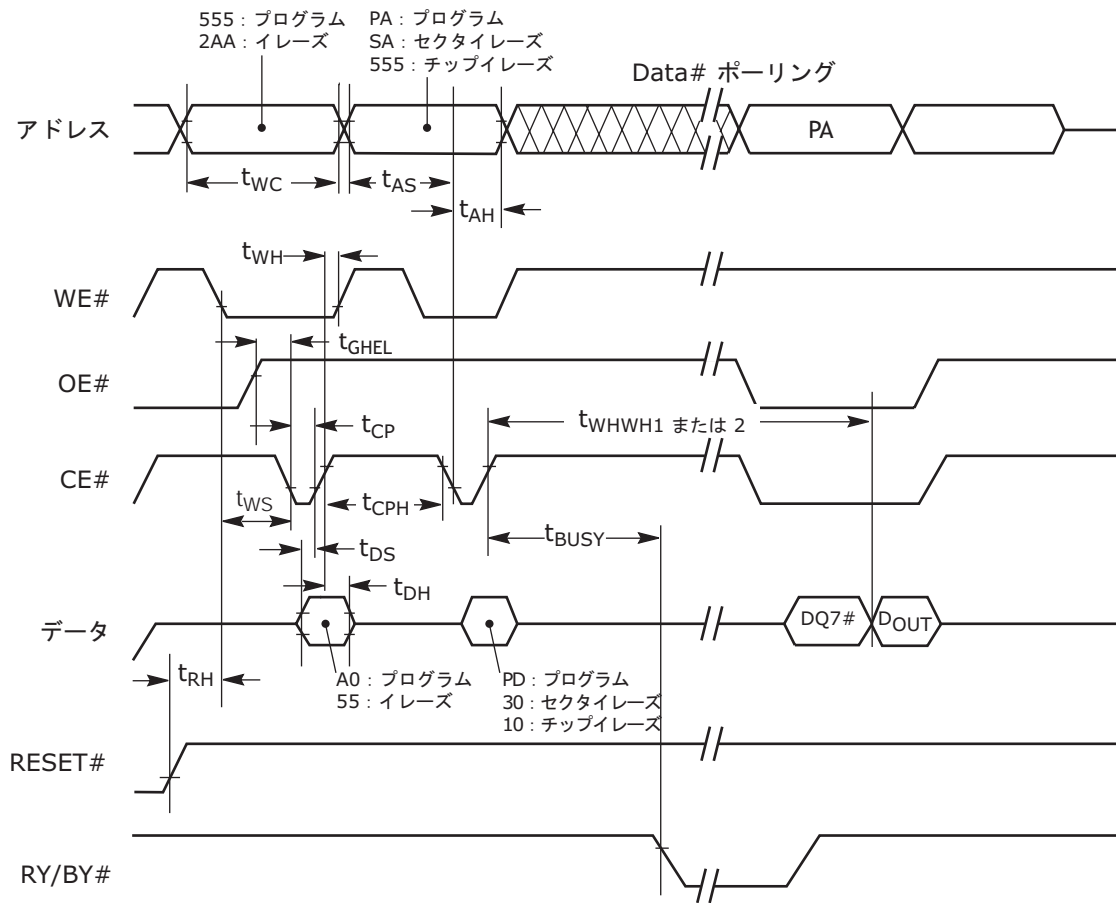 555：プログラム
2AA：イレーズ
PA：プログラム
SA：セクタイレーズ
555：チップイレーズ
Data# ポーリング
アドレス
PA
tWC
tAS
tAH
tWH
WE#
tGHEL
OE#
tCP
tWHWH1 または 2
CE#
tWS
tCPH
tBUSY
tDS
tDH
データ
DQ7#
DOUT
tRH
A0：プログラム
55：イレーズ
PD：プログラム
30：セクタイレーズ
10：チップイレーズ
RESET#
RY/BY#